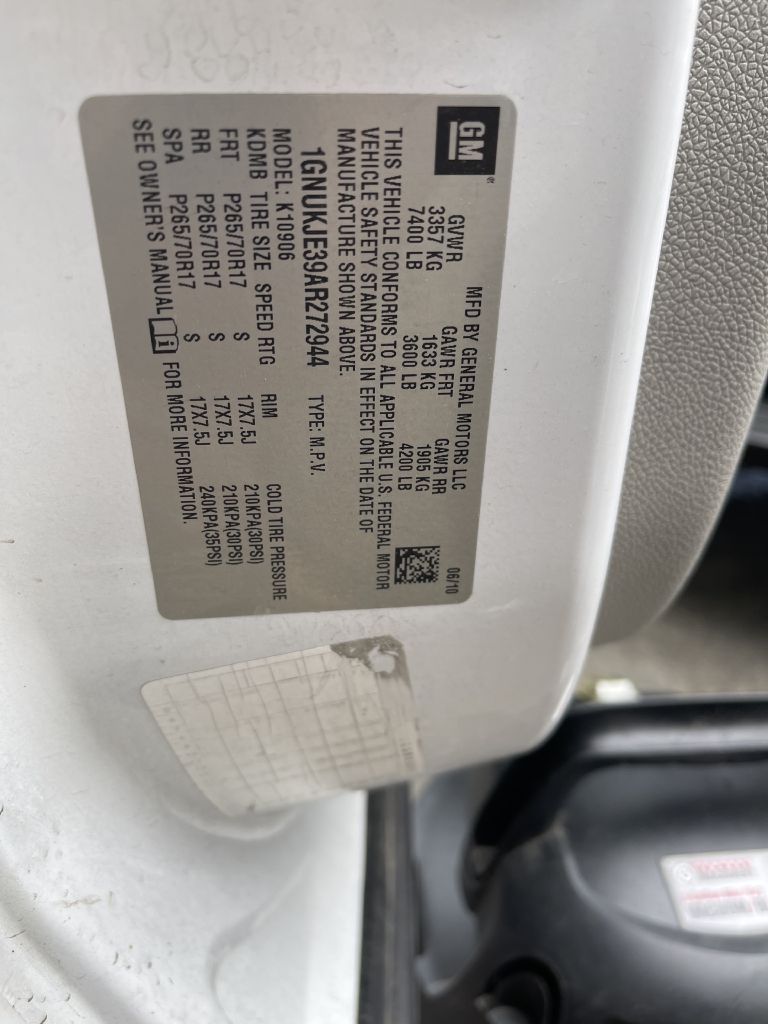 GM
MFD BY GENERAL MOTORS LLC 06/10
GVWR GAWR FRT GAWR RR
3357 KG 1633 KG 1905 KG
7400 LB 3600 LB 4200 LB
THIS VEHICLE CONFORMS TO ALL APPLICABLE U.S. FEDERAL MOTOR
VEHICLE SAFETY STANDARDS IN EFFECT ON THE DATE OF
MANUFACTURE SHOWN ABOVE.
1GNUKJE39AR272944 TYPE: M.P.V.
MODEL: K10906
KDMB TIRE SIZE SPEED RTG RIM COLD TIRE PRESSURE
FRT P265/70R17 S 17X7.5J 210KPA(30PSI)
RR P265/70R17 S 17X7.5J 210KPA(30PSI)
SPA P265/70R17 S 17X7.5J 240KPA(35PSI)
SEE OWNER'S MANUAL FOR MORE INFORMATION.